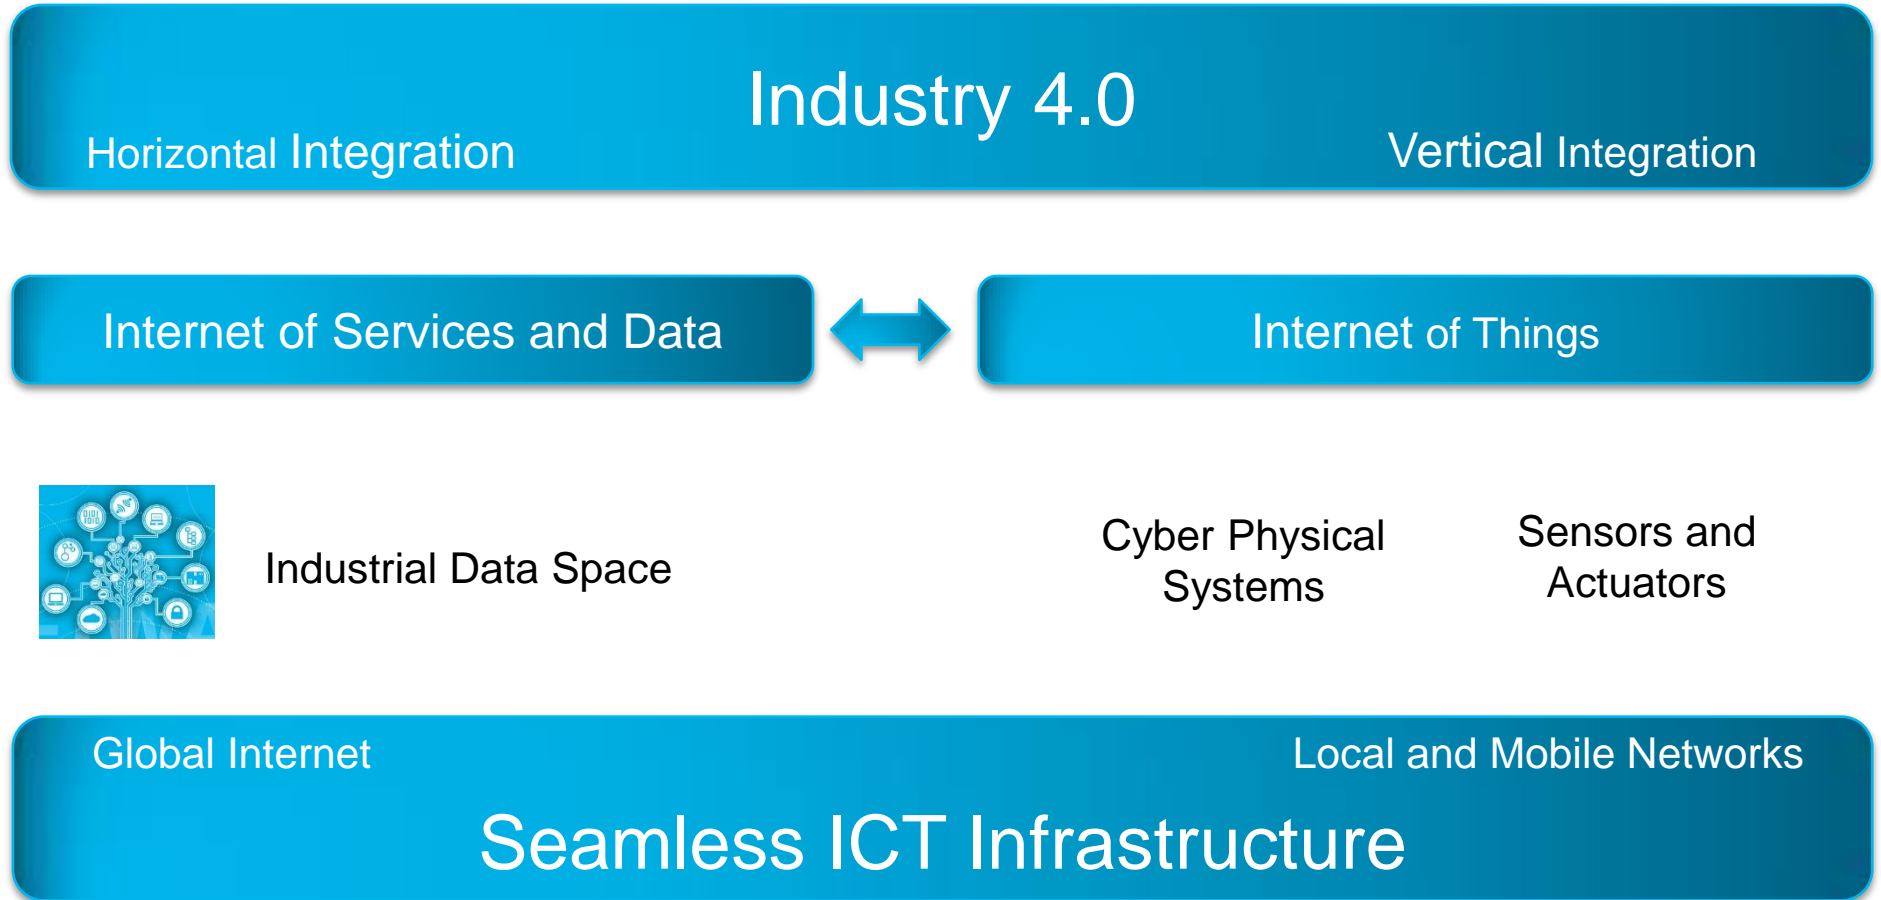 Industry 4.0
Horizontal Integration
Vertical Integration
Internet of Services and Data
Internet of Things
Industrial Data Space
Cyber Physical
Systems
Sensors and
Actuators
Global Internet
Local and Mobile Networks
Seamless ICT Infrastructure